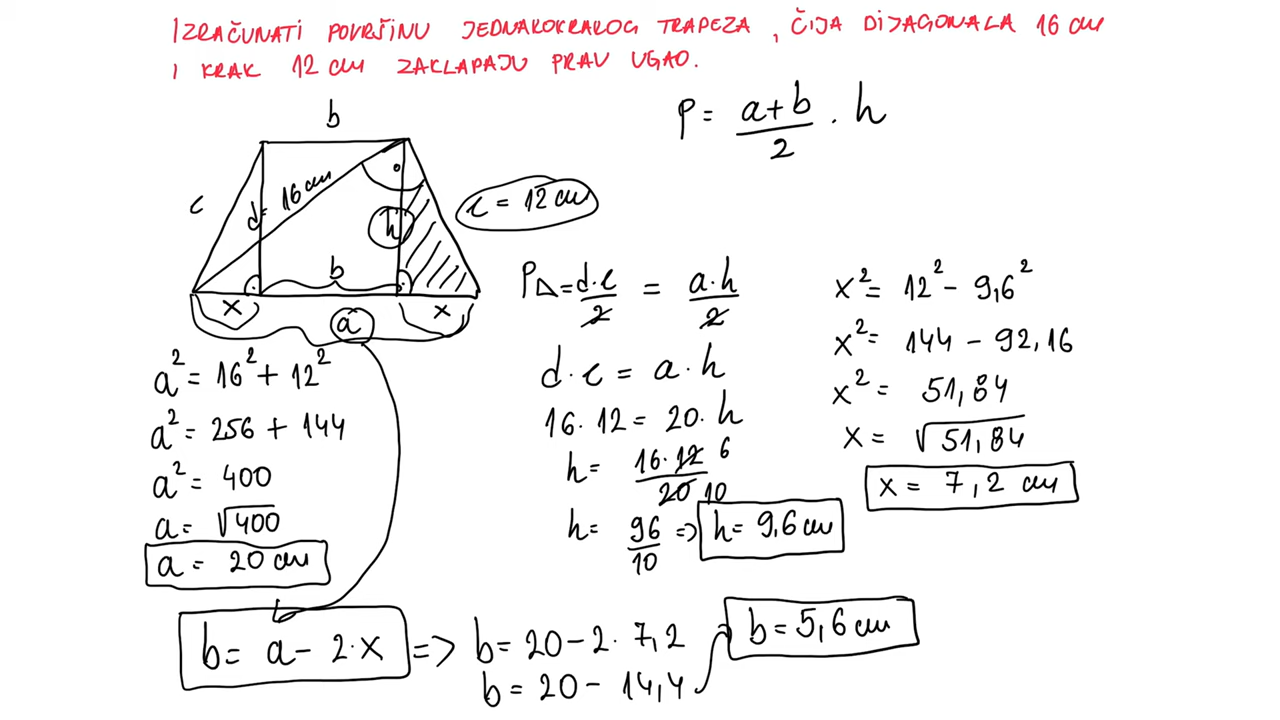 IZRAČUNATI POVRŠINU JEDNAKOKRAKOG TRAPEZA, ČIJA DIJAGONALA 16 cm
I KRAK 12 cm ZAKLAPAJU PRAV UGAO.
P = (a+b)/2 · h
b
c
d = 16 cm
h
c = 12 cm
b
x
x
a
a² = 16² + 12²
a² = 256 + 144
a² = 400
a = √400
a = 20 cm
P△ = d·c/2 = a·h/2
d·c = a·h
16·12 = 20·h
h = 16·12/20 6 10
h = 96/10 => h = 9,6 cm
x² = 12² - 9,6²
x² = 144 - 92,16
x² = 51,84
x = √51,84
x = 7,2 cm
b = a - 2·x => b = 20 - 2·7,2
b = 20 - 14,4
b = 5,6 cm